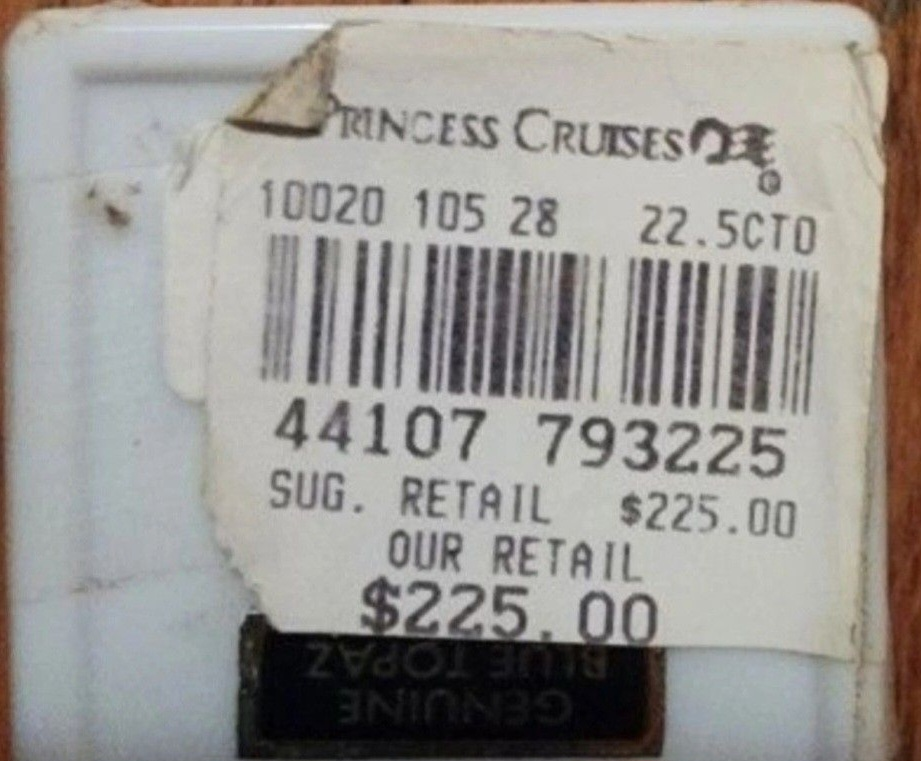 PRINCESS CRUISES
10020 105 28 22.5CTO
44107 793225
SUG. RETAIL $225.00
OUR RETAIL
$225.00
GENUINE
BLUE TOPAZ